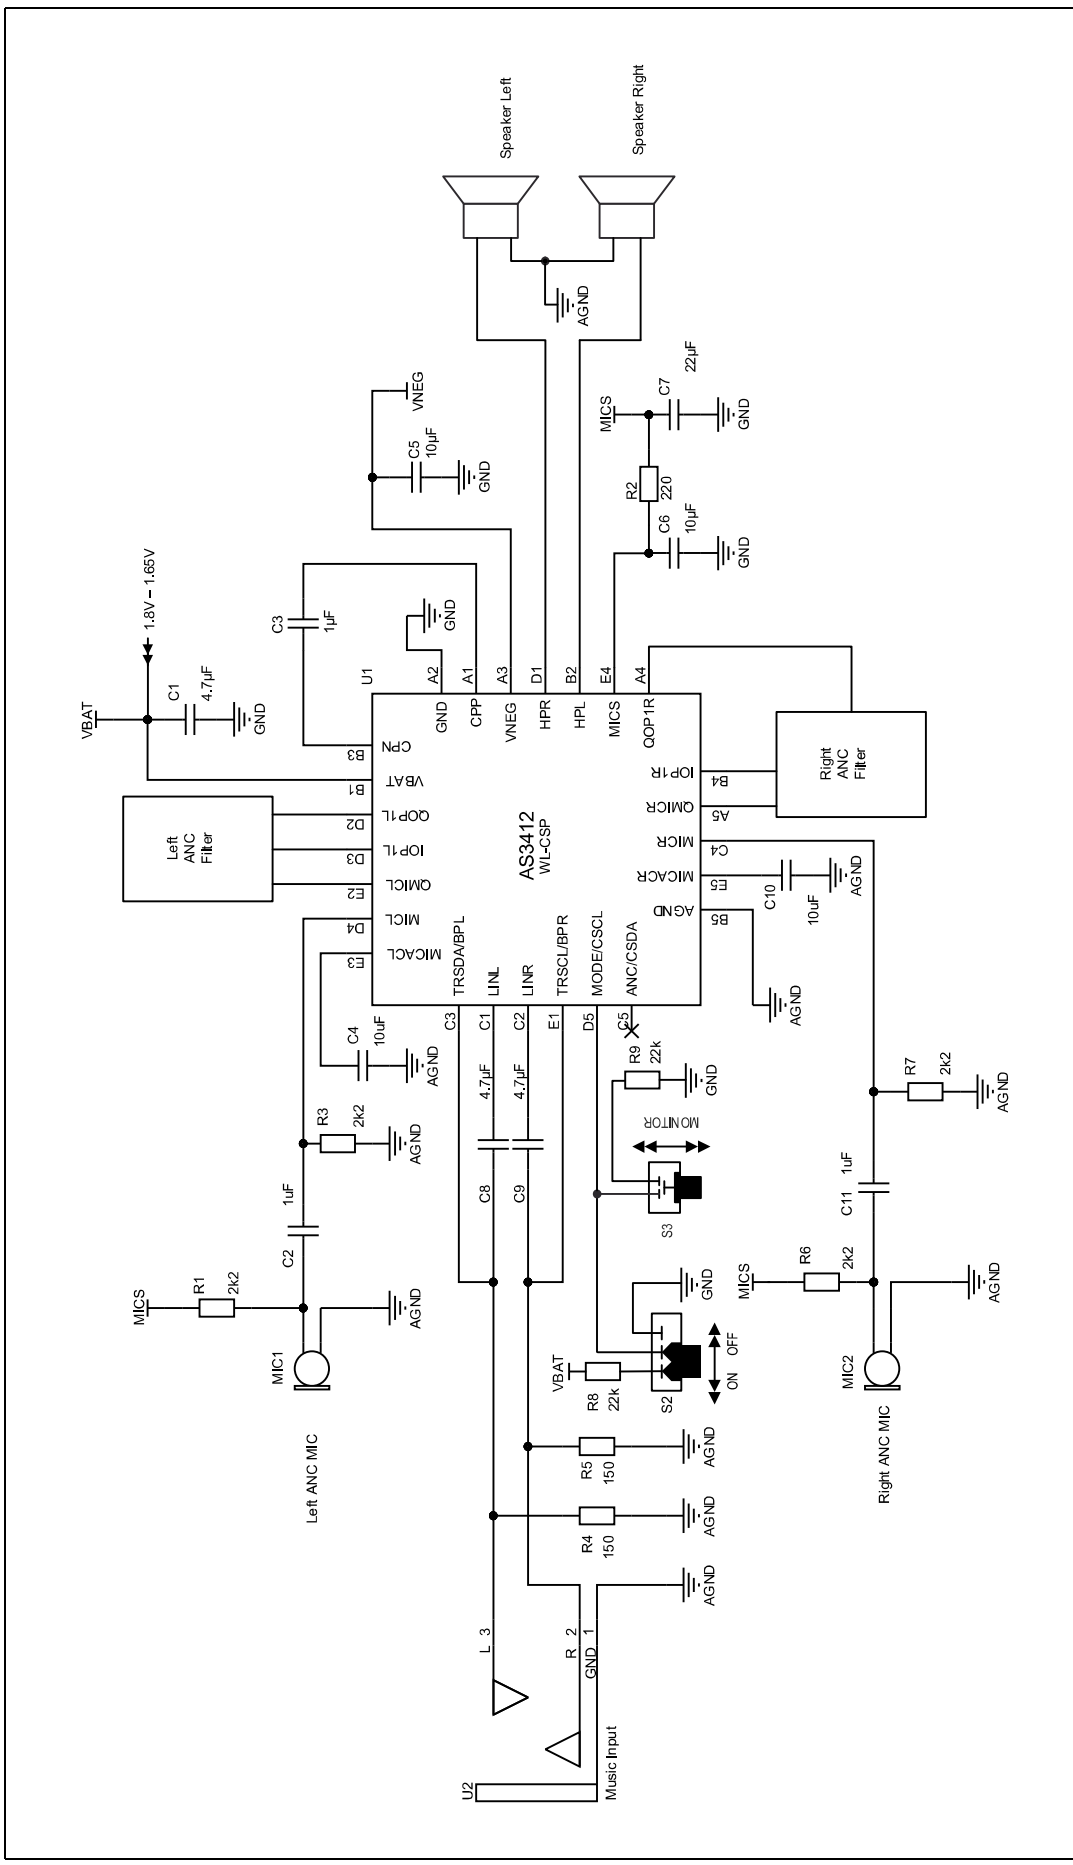 VBAT
1.8V – 1.65V
C1
4.7µF
GND
Left
ANC
Filter
MICS
R1
2k2
MIC1
Left ANC MIC
AGND
C2
1uF
R3
2k2
AGND
C4
10uF
AGND
C3
1µF
U1
GND
VNEG
C5
10µF
GND
Speaker Left
Speaker Right
AGND
B3
CPN
B1
VBAT
D2
QOP1L
D3
IOP1L
E2
QMICL
D4
MICL
E3
MICACL
GND
A2
CPP
A1
VNEG
A3
HPR
D1
HPL
B2
MICS
E4
QOP1R
A4
AS3412
WL-CSP
C3
TRSDA/BPL
C1
LINL
C2
LINR
E1
TRSCL/BPR
D5
MODE/CSCL
C5
ANC/CSDA
IOP1R
B4
QMICR
A5
MICR
C4
MICACR
E5
AGND
B5
MICS
R2
220
C6
10µF
GND
C7
22µF
GND
Right
ANC
Filter
C10
10uF
AGND
AGND
4.7µF
C8
4.7µF
C9
R9
22k
GND
MONITOR
S3
VBAT
R8
22k
S2
GND
ON
OFF
R5
150
AGND
R4
150
AGND
AGND
L
3
R
2
GND
1
U2
Music Input
MICS
R6
2k2
C11
1uF
R7
2k2
AGND
AGND
MIC2
Right ANC MIC